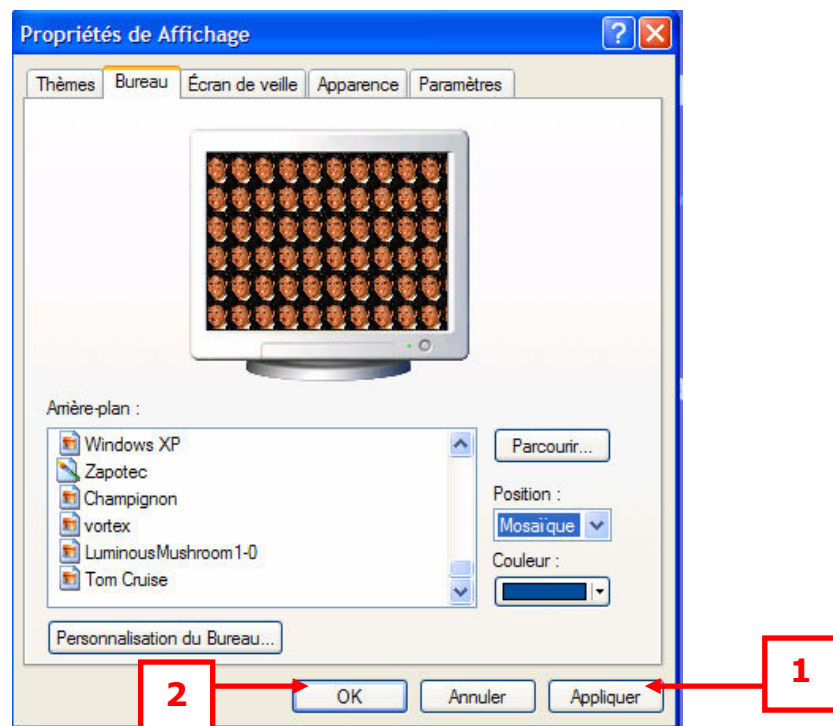 Propriétés de Affichage
Thèmes Bureau Écran de veille Apparence Paramètres
Arrière-plan :
Windows XP
Zapotec
Champignon
vortex
LuminousMushroom1-0
Tom Cruise
Parcourir...
Position :
Mosaïque
Couleur :
Personnalisation du Bureau...
OK Annuler Appliquer
2
1